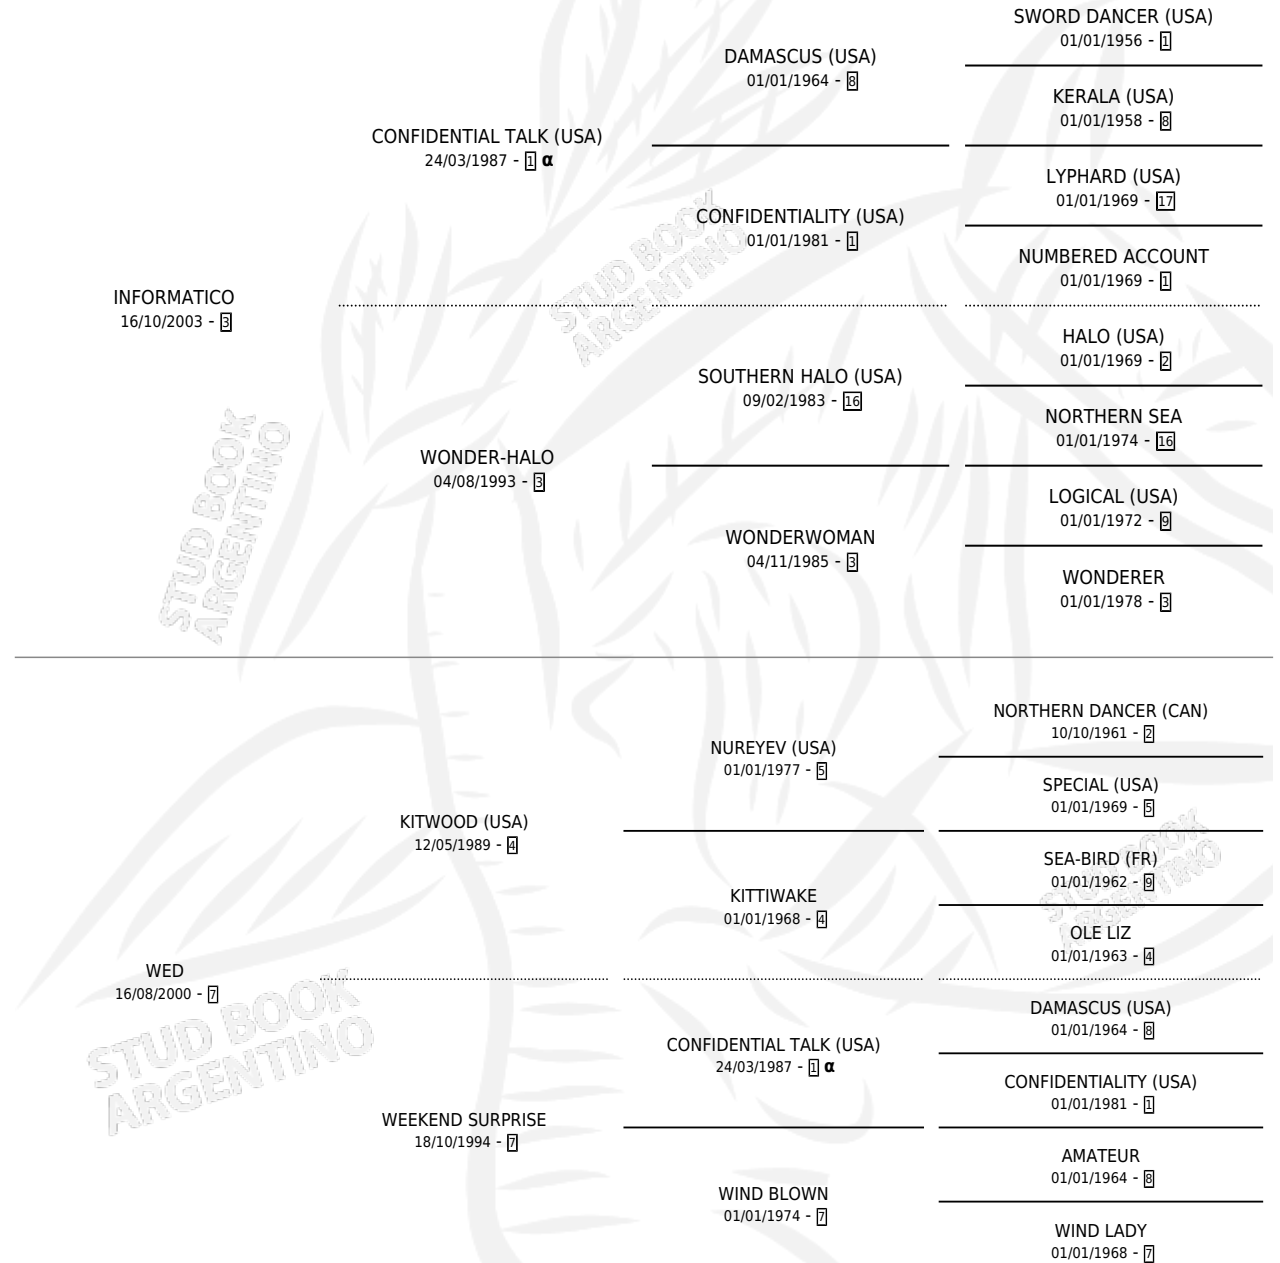 SWORD DANCER (USA)
01/01/1956 - 1
DAMASCUS (USA)
01/01/1964 - 8
KERALA (USA)
01/01/1958 - 8
CONFIDENTIAL TALK (USA)
24/03/1987 - 1 α
LYPHARD (USA)
01/01/1969 - 17
CONFIDENTIALITY (USA)
01/01/1981 - 1
NUMBERED ACCOUNT
01/01/1969 - 1
INFORMATICO
16/10/2003 - 3
HALO (USA)
01/01/1969 - 2
SOUTHERN HALO (USA)
09/02/1983 - 16
NORTHERN SEA
01/01/1974 - 16
WONDER-HALO
04/08/1993 - 3
LOGICAL (USA)
01/01/1972 - 9
WONDERWOMAN
04/11/1985 - 3
WONDERER
01/01/1978 - 3
NORTHERN DANCER (CAN)
10/10/1961 - 2
NUREYEV (USA)
01/01/1977 - 5
SPECIAL (USA)
01/01/1969 - 5
KITWOOD (USA)
12/05/1989 - 4
SEA-BIRD (FR)
01/01/1962 - 9
KITTIWAKE
01/01/1968 - 4
OLE LIZ
01/01/1963 - 4
WED
16/08/2000 - 7
DAMASCUS (USA)
01/01/1964 - 8
CONFIDENTIAL TALK (USA)
24/03/1987 - 1 α
CONFIDENTIALITY (USA)
01/01/1981 - 1
WEEKEND SURPRISE
18/10/1994 - 7
AMATEUR
01/01/1964 - 8
WIND BLOWN
01/01/1974 - 7
WIND LADY
01/01/1968 - 7
STUD BOOK
ARGENTINO
STUD BOOK
ARGENTINO
STUD BOOK
ARGENTINO
STUD BOOK
ARGENTINO